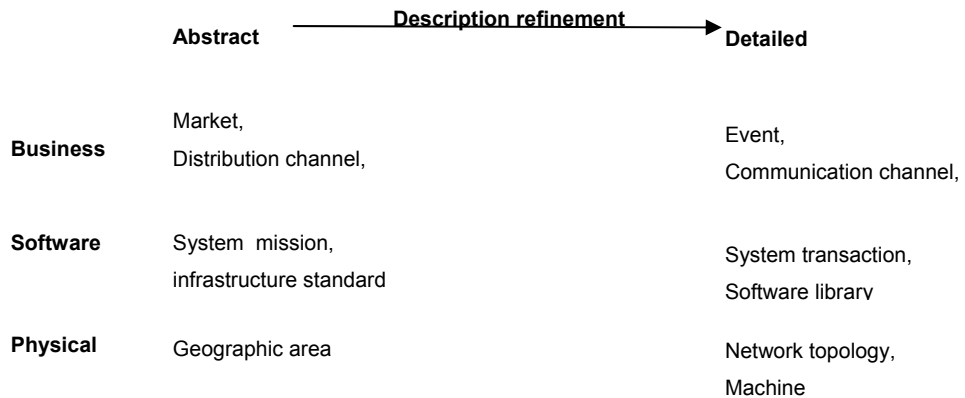 Description refinement
Abstract
Detailed
Business
Market,
Distribution channel,
Event,
Communication channel,
Software
System mission,
infrastructure standard
System transaction,
Software library
Physical
Geographic area
Network topology,
Machine